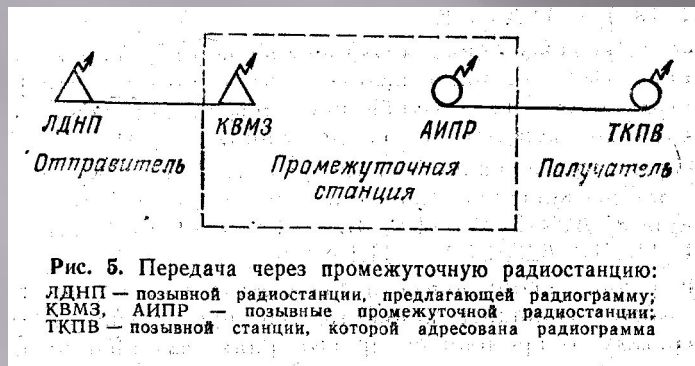 ЛДНП КВМЗ АИПР ТКПВ
Отправитель Промежуточная станция Получатель
Рис. 5. Передача через промежуточную радиостанцию:
ЛДНП — позывной радиостанции, предлагающей радиограмму;
КВМЗ, АИПР — позывные промежуточной радиостанции;
ТКПВ — позывной станции, которой адресована радиограмма